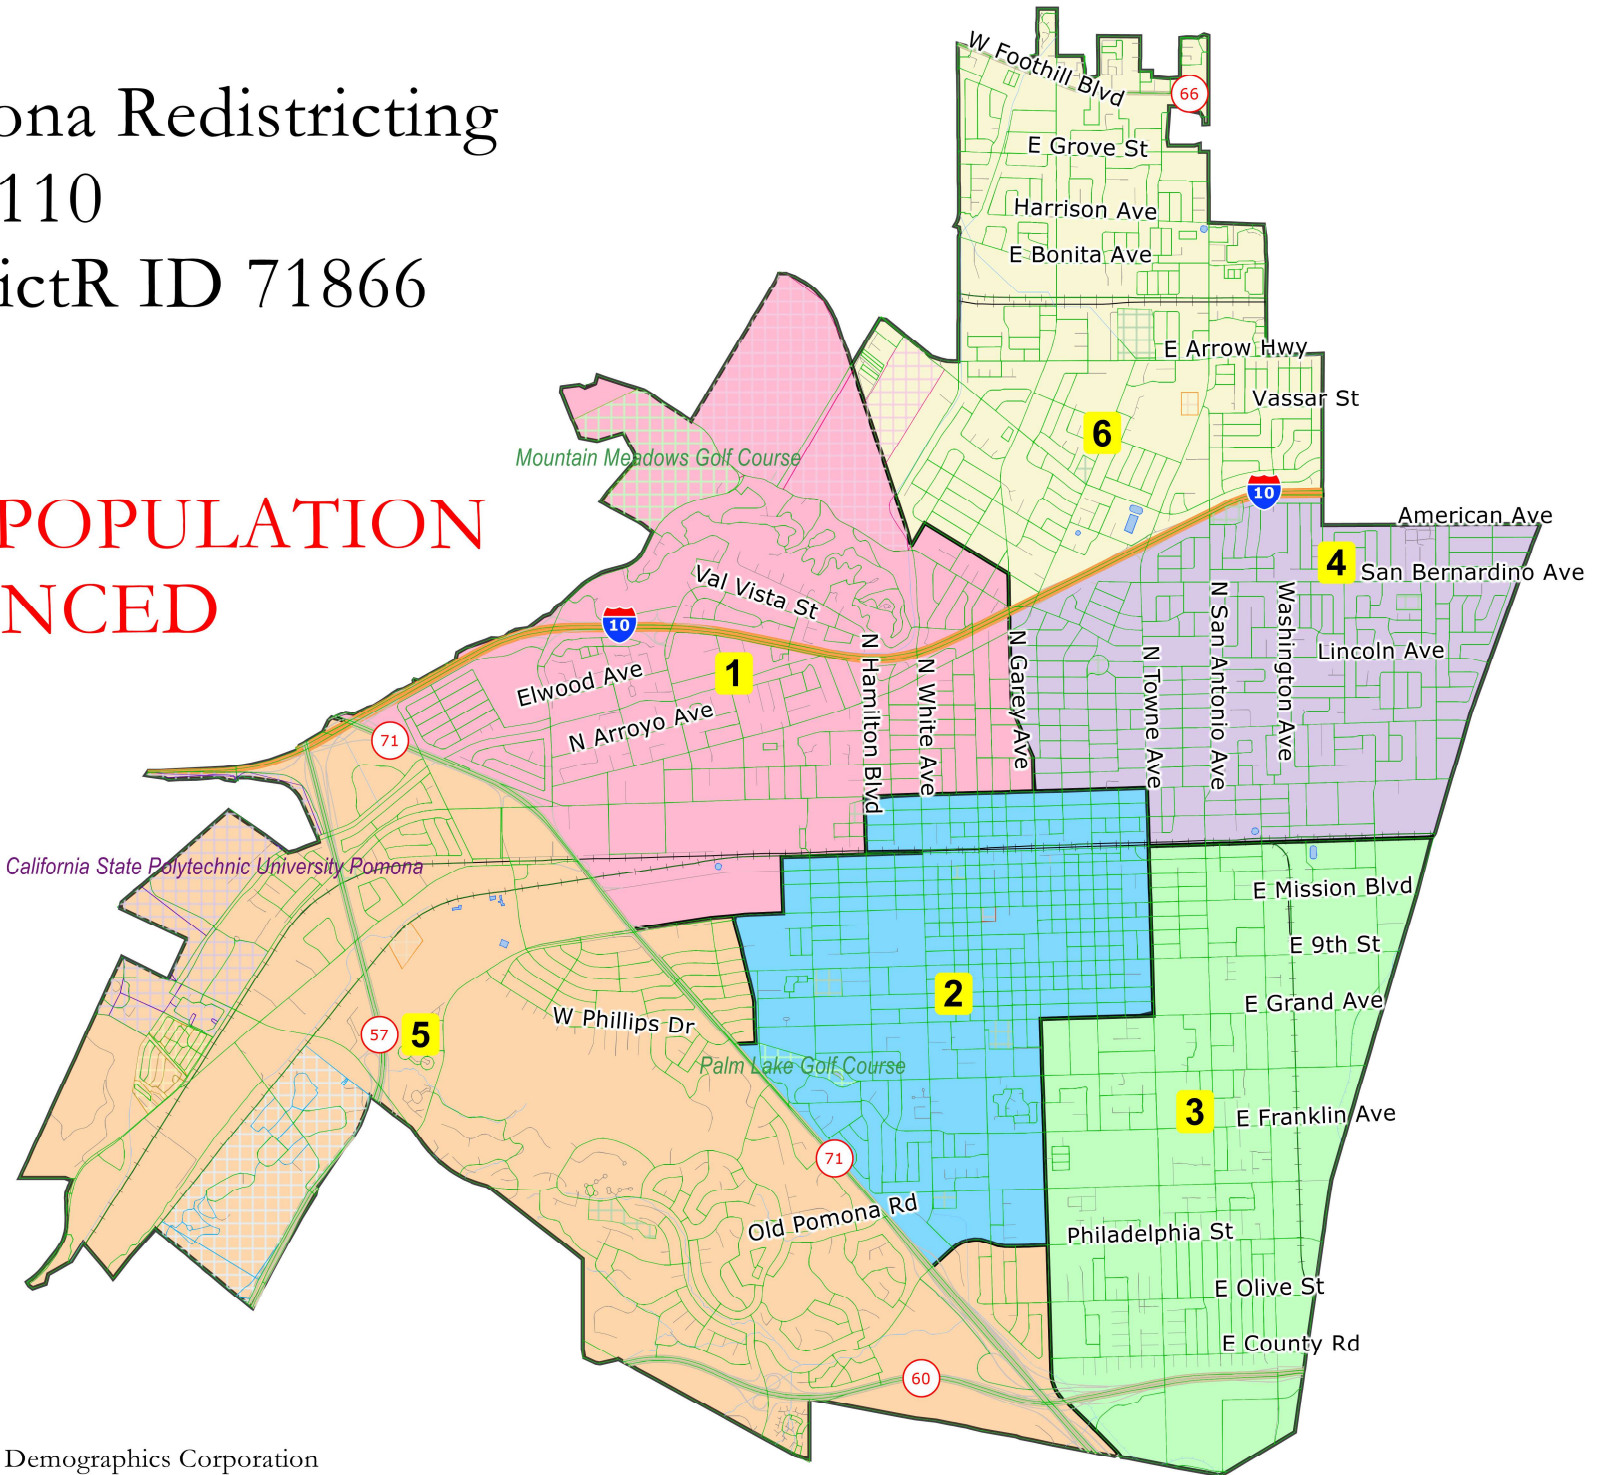 ona Redistricting
110
ictR ID 71866
POPULATION
NCED
W Foothill Blvd
66
E Grove St
Harrison Ave
E Bonita Ave
E Arrow Hwy
Vassar St
6
Mountain Meadows Golf Course
10
American Ave
4
San Bernardino Ave
Val Vista St
10
1
Elwood Ave
N Arroyo Ave
N Hamilton Blvd
N White Ave
N Garey Ave
N Towne Ave
N San Antonio Ave
Washington Ave
Lincoln Ave
71
California State Polytechnic University Pomona
E Mission Blvd
E 9th St
2
E Grand Ave
W Phillips Dr
57
5
Palm Lake Golf Course
3
E Franklin Ave
71
Old Pomona Rd
Philadelphia St
E Olive St
E County Rd
60
Demographics Corporation